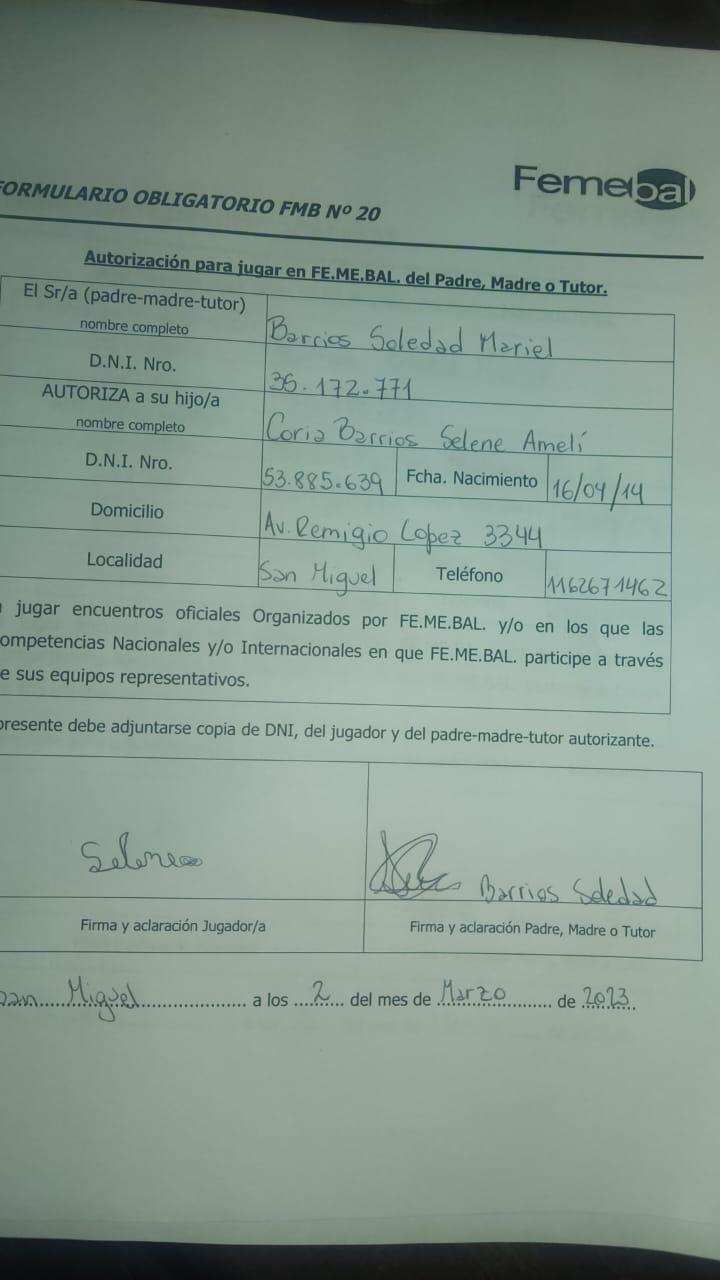 Femebal
FORMULARIO OBLIGATORIO FMB Nº 20
Autorización para jugar en FE.ME.BAL. del Padre, Madre o Tutor.
El Sr/a (padre-madre-tutor)
nombre completo
Barrios Soledad Mariel
D.N.I. Nro.
36.172.771
AUTORIZA a su hijo/a
nombre completo
Coria Barrios Selene Amelí
D.N.I. Nro.
53.885.639 Fcha. Nacimiento 16/04/14
Domicilio
Av. Remigio Lopez 3344
Localidad
San Miguel Teléfono 1162671462
jugar encuentros oficiales Organizados por FE.ME.BAL. y/o en los que las
ompetencias Nacionales y/o Internacionales en que FE.ME.BAL. participe a través
e sus equipos representativos.
presente debe adjuntarse copia de DNI, del jugador y del padre-madre-tutor autorizante.
Selene
Barrios Soledad
Firma y aclaración Jugador/a
Firma y aclaración Padre, Madre o Tutor
San Miguel a los 2 del mes de Marzo de 2023